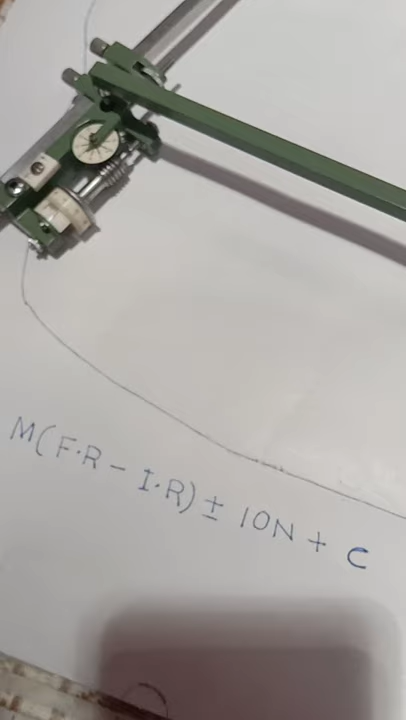 M(F.R - I.R) ± 10N + C